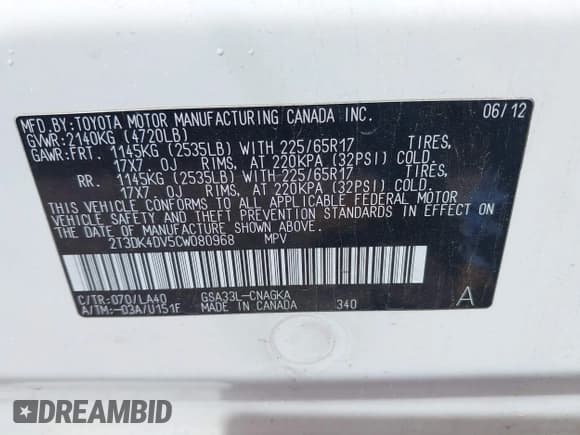 MFD.BY:TOYOTA MOTOR MANUFACTURING CANADA INC. 06/12
GVWR:2140KG (4720LB)
GAWR:FRT. 1145KG (2535LB) WITH 225/65R17 TIRES,
17X7 OJ RIMS, AT 220KPA (32PSI) COLD.
RR. 1145KG (2535LB) WITH 225/65R17 TIRES,
17X7 OJ RIMS, AT 220KPA (32PSI) COLD.
THIS VEHICLE CONFORMS TO ALL APPLICABLE FEDERAL MOTOR
VEHICLE SAFETY AND THEFT PREVENTION STANDARDS IN EFFECT ON
THE DATE OF MANUFACTURE SHOWN ABOVE.
2T3DK4DV5CW080968 MPV
C/TR:070/LA40 GSA33L-CNAGKA
A/TM:-03A/U151F MADE IN CANADA 340 A
DREAMBID